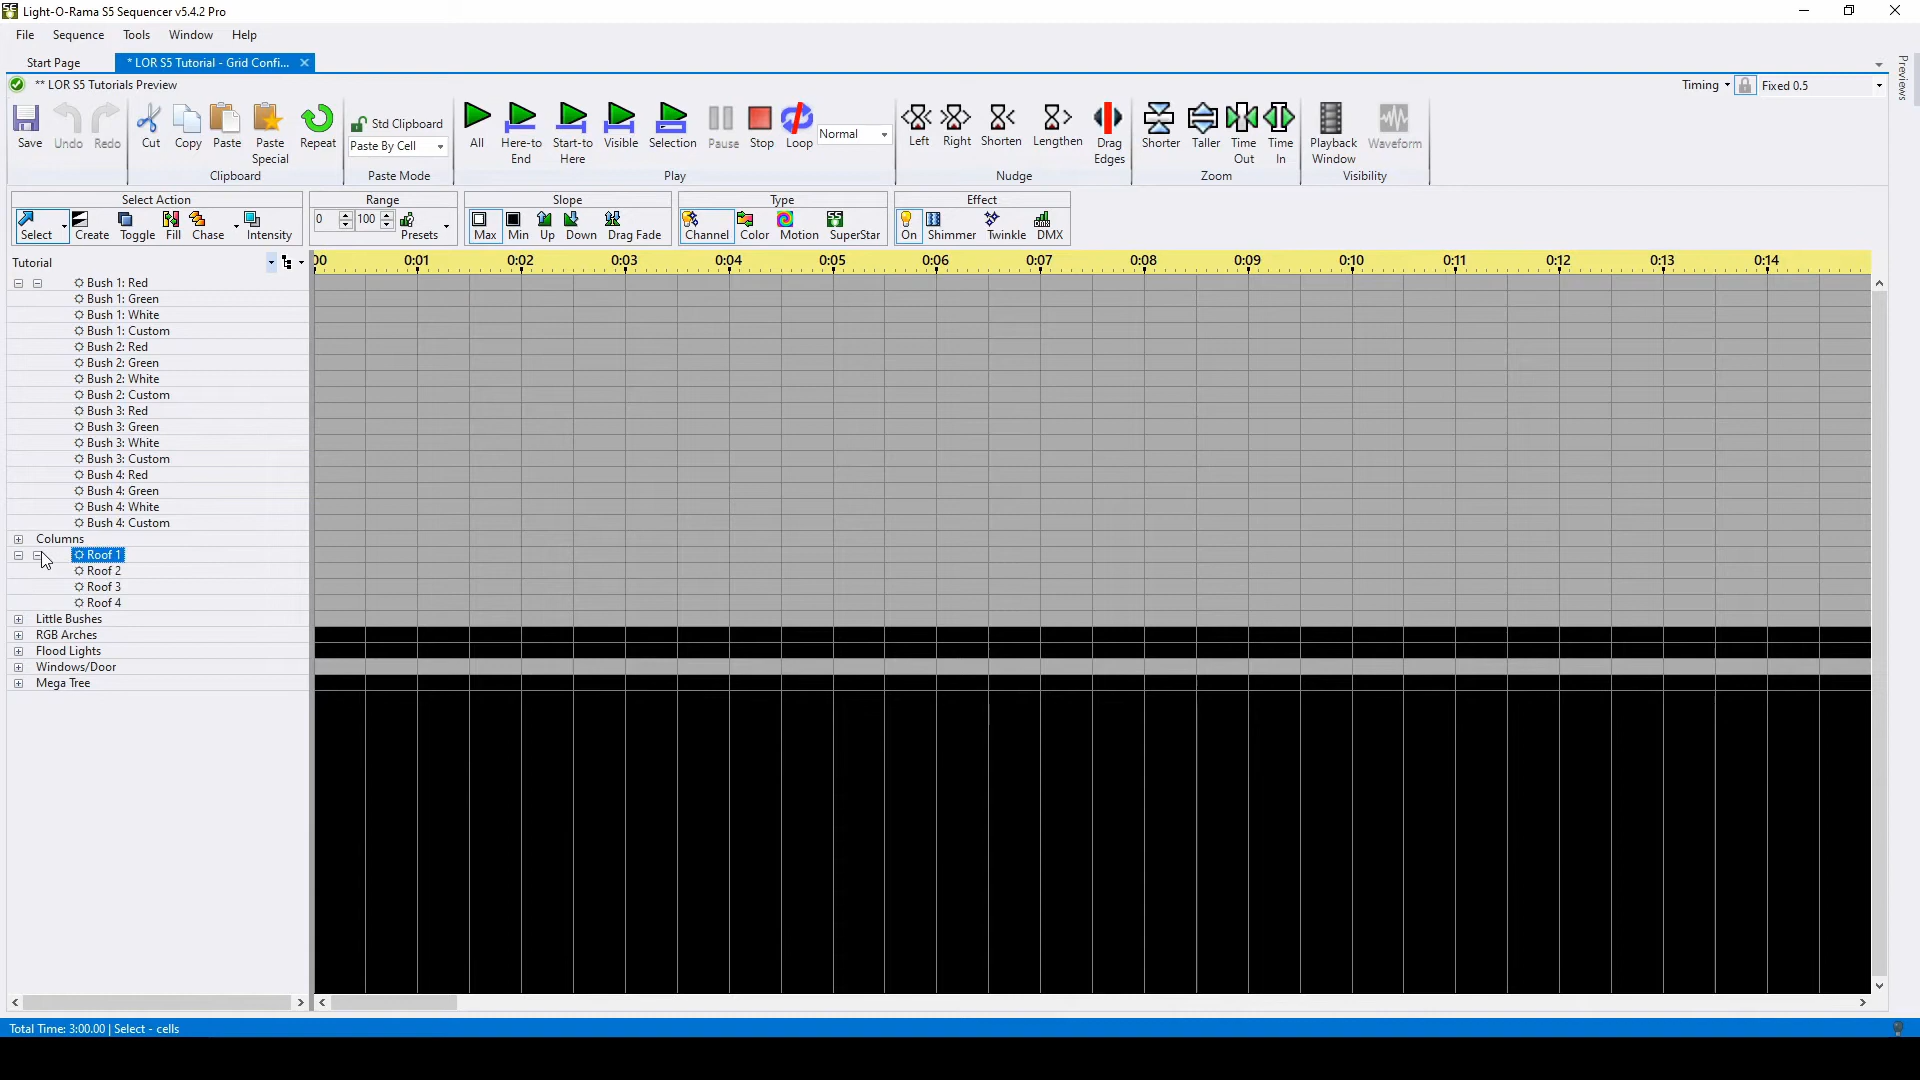 Light-O-Rama S5 Sequencer v5.4.2 Pro
File Sequence Tools Window Help
Start Page * LOR S5 Tutorial - Grid Confi...
** LOR S5 Tutorials Preview Timing Fixed 0.5
Previews
Save Undo Redo Cut Copy Paste Paste Special Repeat Std Clipboard Paste By Cell All Here-to End Start-to Here Visible Selection Pause Stop Loop Normal Left Right Shorten Lengthen Drag Edges Shorter Taller Time Out Time In Playback Window Waveform
Clipboard Paste Mode Play Nudge Zoom Visibility
Select Action Range Slope Type Effect
Select Create Toggle Fill Chase Intensity 0 100 Presets Max Min Up Down Drag Fade Channel Color Motion SuperStar On Shimmer Twinkle DMX
Tutorial 00 0:01 0:02 0:03 0:04 0:05 0:06 0:07 0:08 0:09 0:10 0:11 0:12 0:13 0:14
Bush 1: Red
Bush 1: Green
Bush 1: White
Bush 1: Custom
Bush 2: Red
Bush 2: Green
Bush 2: White
Bush 2: Custom
Bush 3: Red
Bush 3: Green
Bush 3: White
Bush 3: Custom
Bush 4: Red
Bush 4: Green
Bush 4: White
Bush 4: Custom
Columns
Roof 1
Roof 2
Roof 3
Roof 4
Little Bushes
RGB Arches
Flood Lights
Windows/Door
Mega Tree
Total Time: 3:00.00 | Select - cells